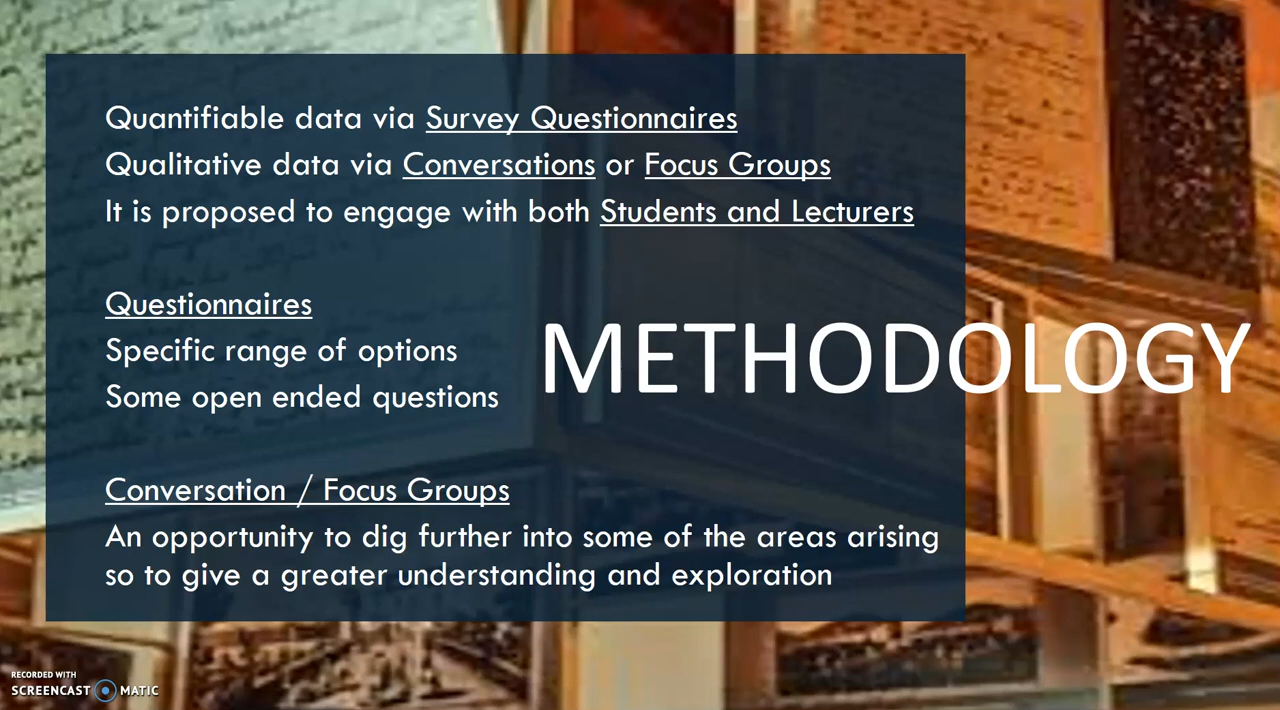 Quantifiable data via Survey Questionnaires
Qualitative data via Conversations or Focus Groups
It is proposed to engage with both Students and Lecturers
Questionnaires
Specific range of options
Some open ended questions
METHODOLOGY
Conversation / Focus Groups
An opportunity to dig further into some of the areas arising
so to give a greater understanding and exploration
RECORDED WITH
SCREENCAST MATIC